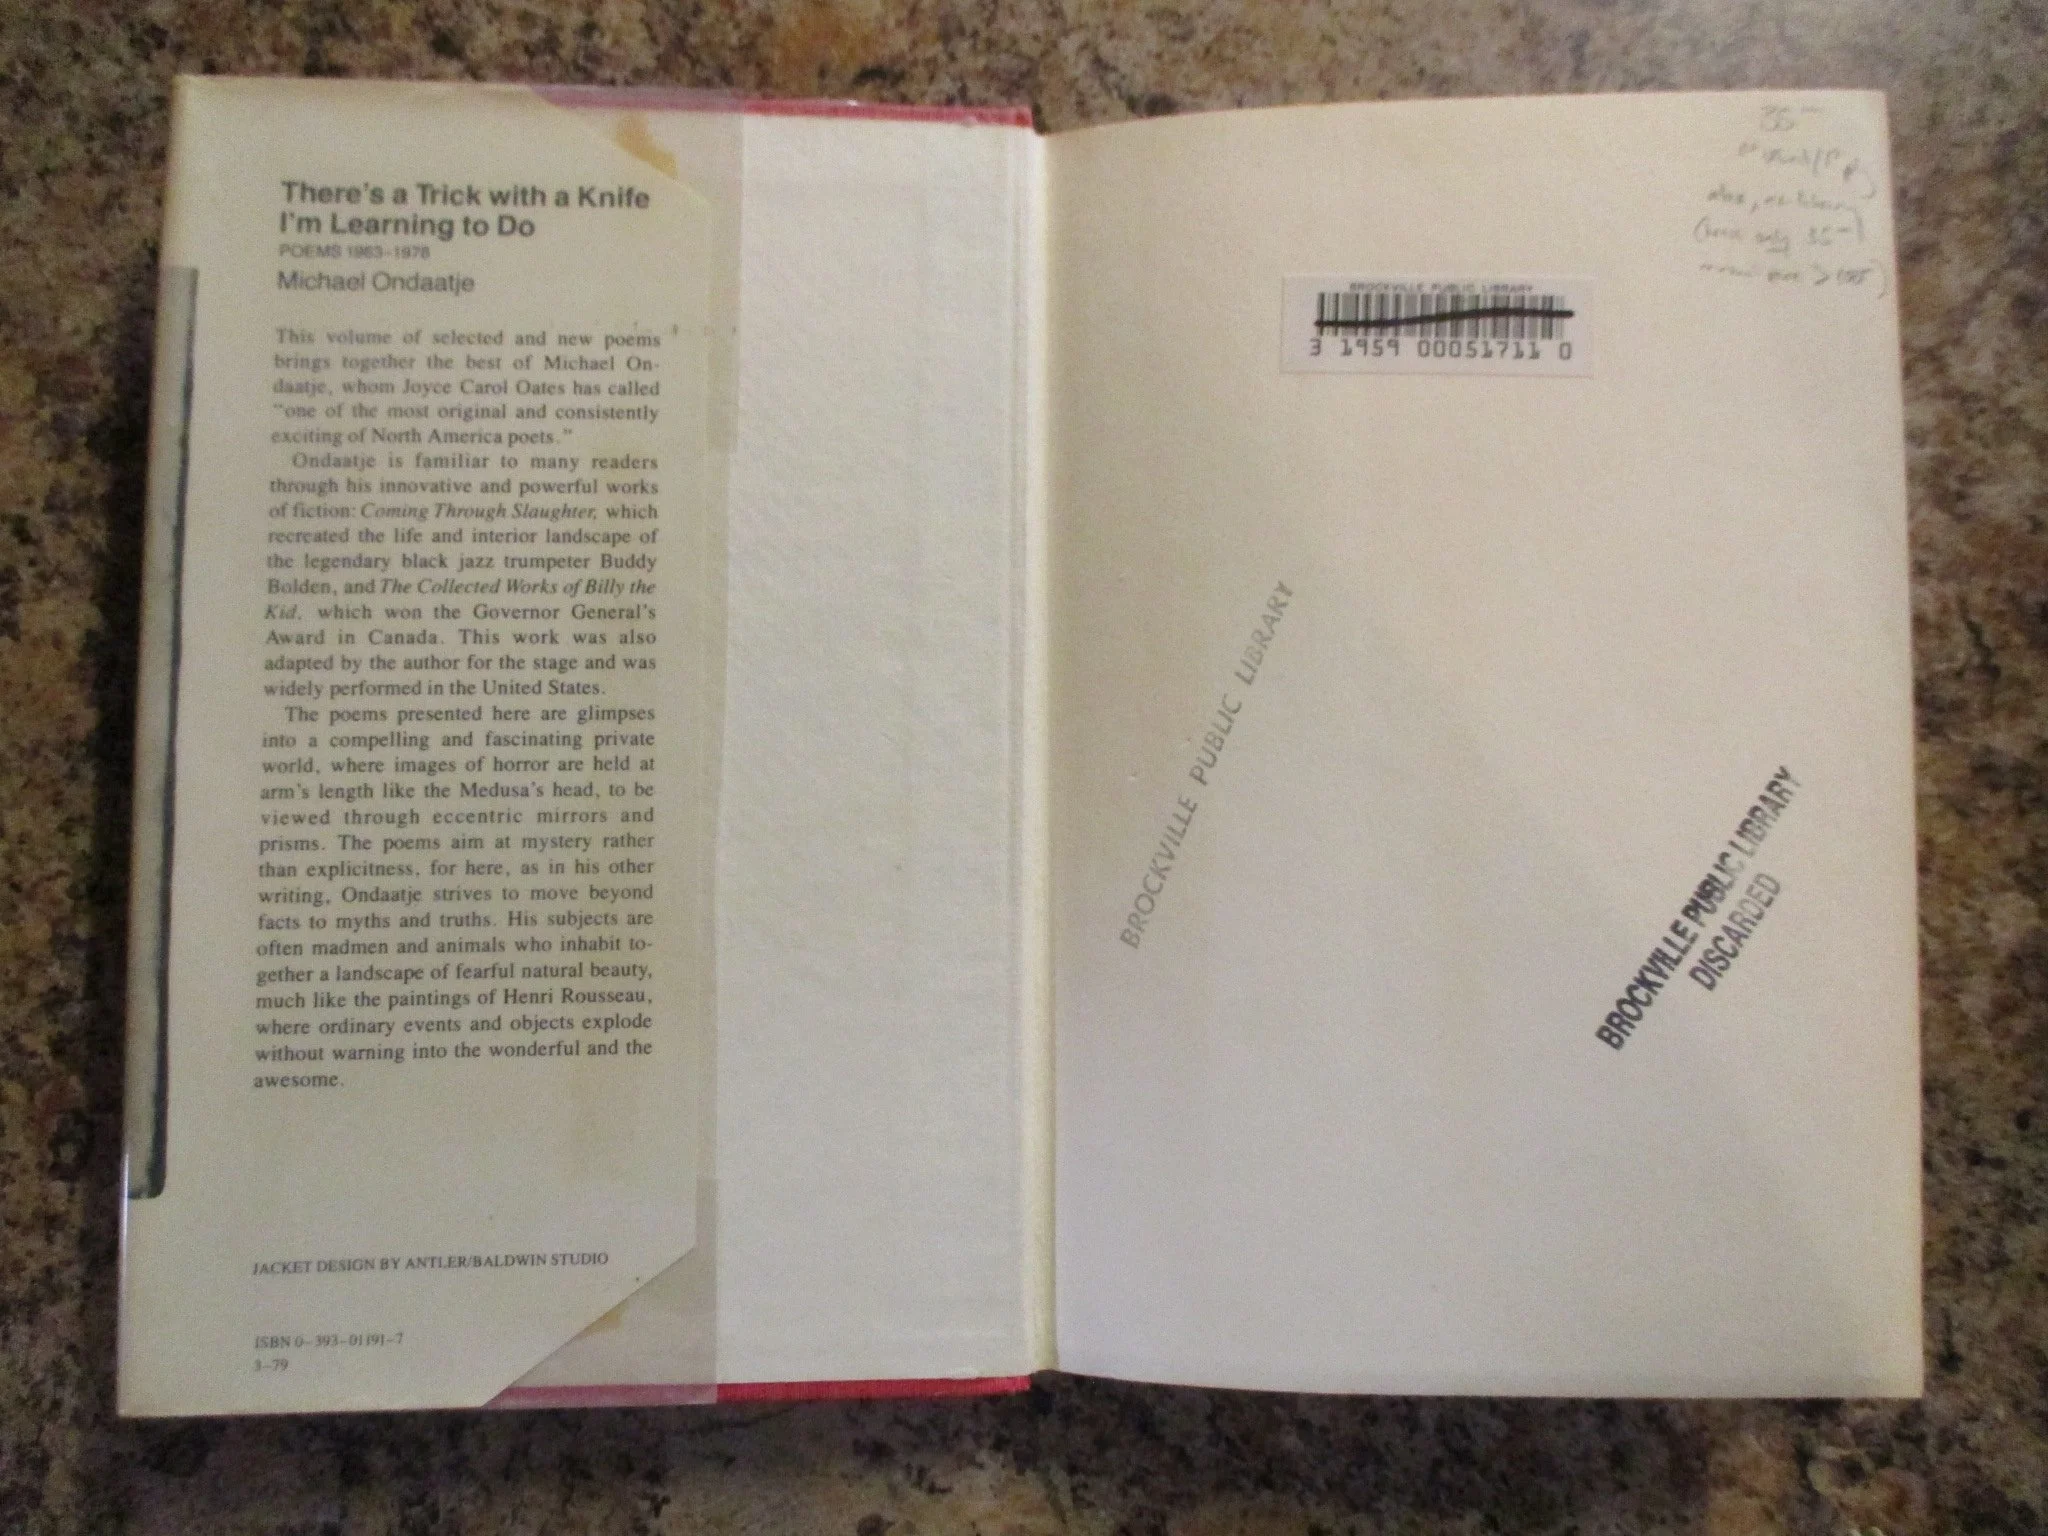 There's a Trick with a Knife
I'm Learning to Do
POEMS 1963–1978
Michael Ondaatje
This volume of selected and new poems
brings together the best of Michael On-
daatje, whom Joyce Carol Oates has called
"one of the most original and consistently
exciting of North America poets."
Ondaatje is familiar to many readers
through his innovative and powerful works
of fiction: Coming Through Slaughter, which
recreated the life and interior landscape of
the legendary black jazz trumpeter Buddy
Bolden, and The Collected Works of Billy the
Kid, which won the Governor General's
Award in Canada. This work was also
adapted by the author for the stage and was
widely performed in the United States.
The poems presented here are glimpses
into a compelling and fascinating private
world, where images of horror are held at
arm's length like the Medusa's head, to be
viewed through eccentric mirrors and
prisms. The poems aim at mystery rather
than explicitness, for here, as in his other
writing, Ondaatje strives to move beyond
facts to myths and truths. His subjects are
often madmen and animals who inhabit to-
gether a landscape of fearful natural beauty,
much like the paintings of Henri Rousseau,
where ordinary events and objects explode
without warning into the wonderful and the
awesome.
JACKET DESIGN BY ANTLER/BALDWIN STUDIO
ISBN 0–393–01191–7
3–79
35
only 35
BROCKVILLE PUBLIC LIBRARY
3 1959 00051711 0
BROCKVILLE PUBLIC LIBRARY
BROCKVILLE PUBLIC LIBRARY
DISCARDED